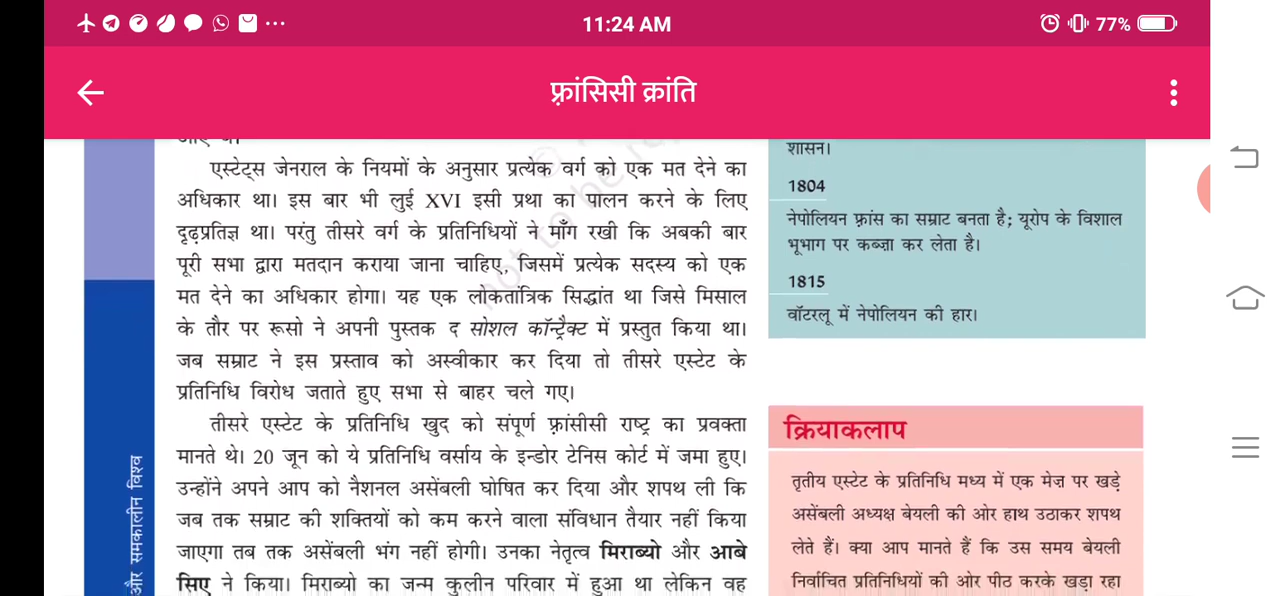 11:24 AM
77%
फ़्रांसिसी क्रांति
एस्टेट्स जेनराल के नियमों के अनुसार प्रत्येक वर्ग को एक मत देने का
अधिकार था। इस बार भी लुई XVI इसी प्रथा का पालन करने के लिए
दृढ़प्रतिज्ञ था। परंतु तीसरे वर्ग के प्रतिनिधियों ने माँग रखी कि अबकी बार
पूरी सभा द्वारा मतदान कराया जाना चाहिए, जिसमें प्रत्येक सदस्य को एक
मत देने का अधिकार होगा। यह एक लोकतांत्रिक सिद्धांत था जिसे मिसाल
के तौर पर रूसो ने अपनी पुस्तक द सोशल कॉन्ट्रैक्ट में प्रस्तुत किया था।
जब सम्राट ने इस प्रस्ताव को अस्वीकार कर दिया तो तीसरे एस्टेट के
प्रतिनिधि विरोध जताते हुए सभा से बाहर चले गए।
तीसरे एस्टेट के प्रतिनिधि खुद को संपूर्ण फ़्रांसीसी राष्ट्र का प्रवक्ता
मानते थे। 20 जून को ये प्रतिनिधि वर्साय के इन्डोर टेनिस कोर्ट में जमा हुए।
उन्होंने अपने आप को नैशनल असेंबली घोषित कर दिया और शपथ ली कि
जब तक सम्राट की शक्तियों को कम करने वाला संविधान तैयार नहीं किया
जाएगा तब तक असेंबली भंग नहीं होगी। उनका नेतृत्व मिराब्यो और आबे
सिए ने किया। मिराब्यो का जन्म कुलीन परिवार में हुआ था लेकिन वह
शासन।
1804
नेपोलियन फ़्रांस का सम्राट बनता है; यूरोप के विशाल
भूभाग पर कब्ज़ा कर लेता है।
1815
वॉटरलू में नेपोलियन की हार।
क्रियाकलाप
तृतीय एस्टेट के प्रतिनिधि मध्य में एक मेज़ पर खड़े
असेंबली अध्यक्ष बेयली की ओर हाथ उठाकर शपथ
लेते हैं। क्या आप मानते हैं कि उस समय बेयली
निर्वाचित प्रतिनिधियों की ओर पीठ करके खड़ा रहा
और समकालीन विश्व
not to be re